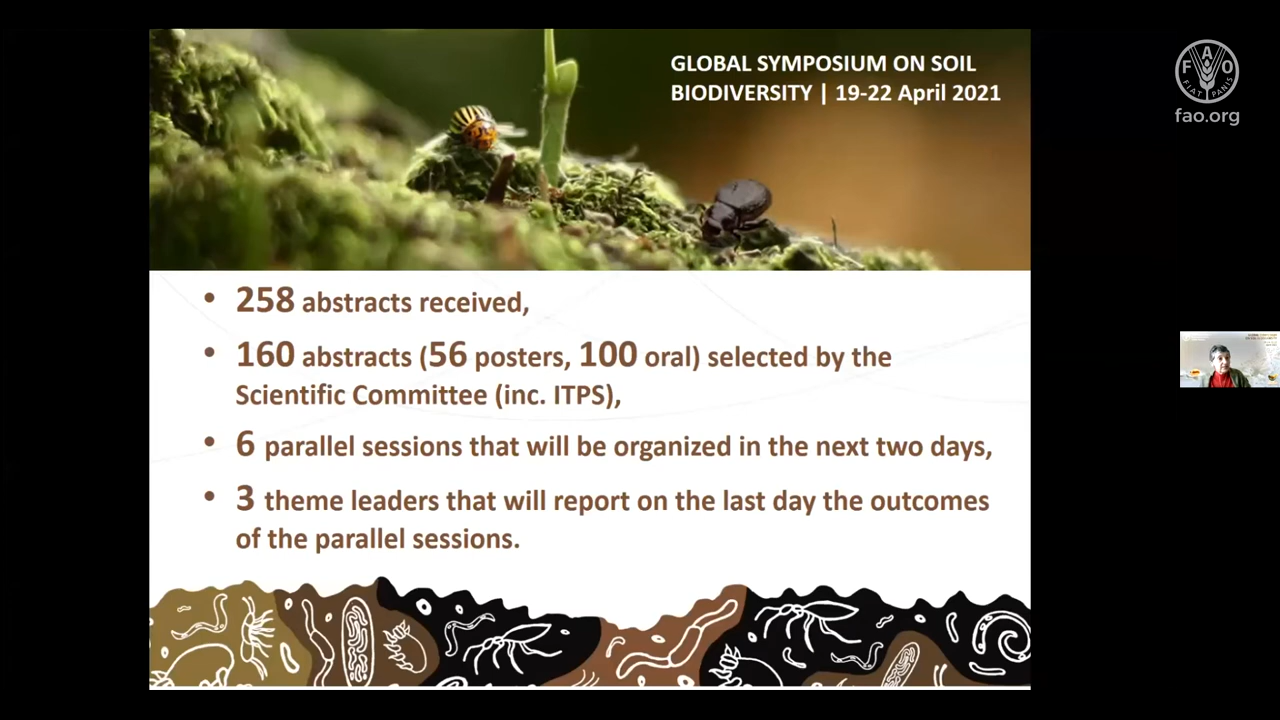 GLOBAL SYMPOSIUM ON SOIL
BIODIVERSITY | 19-22 April 2021
F A O
FIAT PANIS
fao.org
• 258 abstracts received,
• 160 abstracts (56 posters, 100 oral) selected by the
Scientific Committee (inc. ITPS),
• 6 parallel sessions that will be organized in the next two days,
• 3 theme leaders that will report on the last day the outcomes
of the parallel sessions.